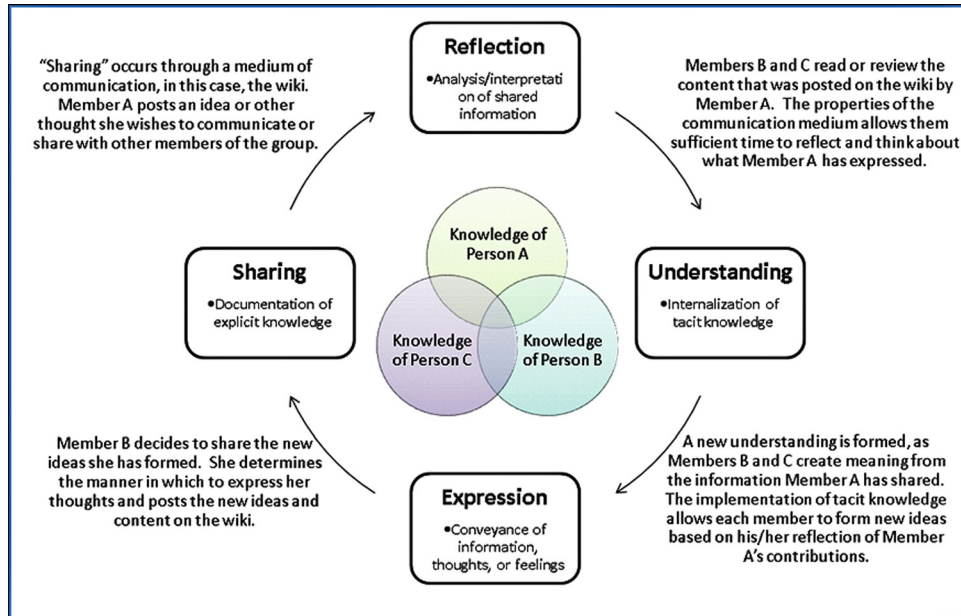 Reflection
•Analysis/interpretati
on of shared
information
“Sharing” occurs through a medium of
communication, in this case, the wiki.
Member A posts an idea or other
thought she wishes to communicate or
share with other members of the group.
Members B and C read or review the
content that was posted on the wiki by
Member A.  The properties of the
communication medium allows them
sufficient time to reflect and think about
what Member A has expressed.
Knowledge of
Person A
Knowledge
of Person C
Knowledge
of Person B
Sharing
•Documentation of
explicit knowledge
Understanding
•Internalization of
tacit knowledge
Member B decides to share the new
ideas she has formed.  She determines
the manner in which to express her
thoughts and posts the new ideas and
content on the wiki.
A new understanding is formed, as
Members B and C create meaning from
the information Member A has shared.
The implementation of tacit knowledge
allows each member to form new ideas
based on his/her reflection of Member
A’s contributions.
Expression
•Conveyance of
information,
thoughts, or feelings